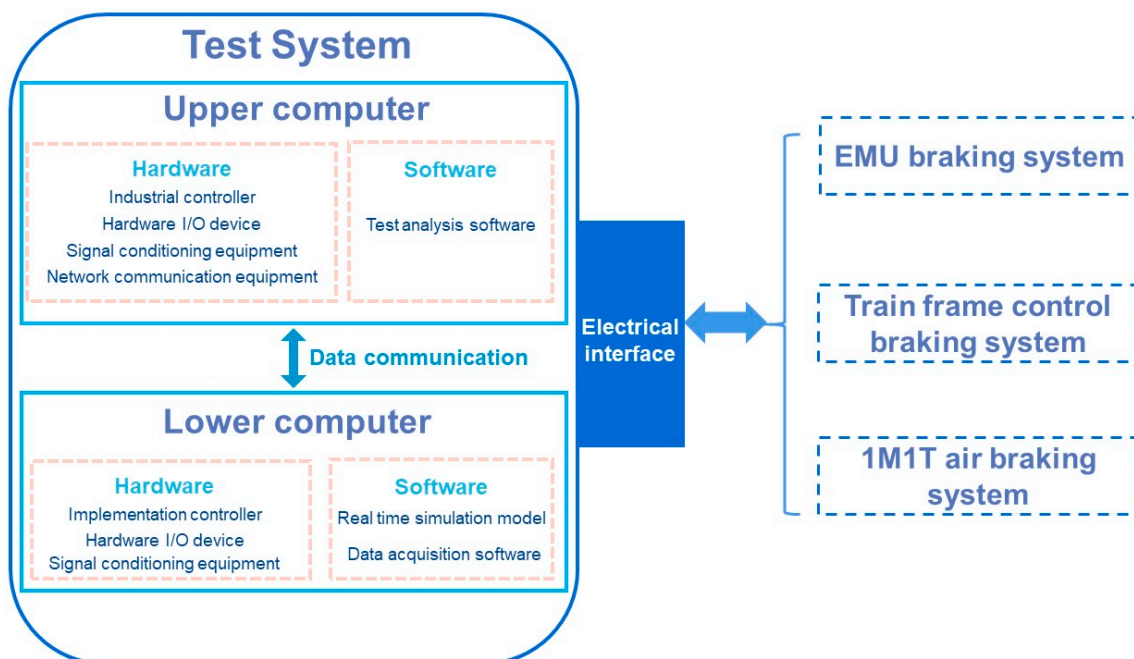 Test System
Upper computer
Hardware
Industrial controller
Hardware I/O device
Signal conditioning equipment
Network communication equipment
Software
Test analysis software
Data communication
Lower computer
Hardware
Implementation controller
Hardware I/O device
Signal conditioning equipment
Software
Real time simulation model
Data acquisition software
Electrical
interface
EMU braking system
Train frame control
braking system
1M1T air braking
system